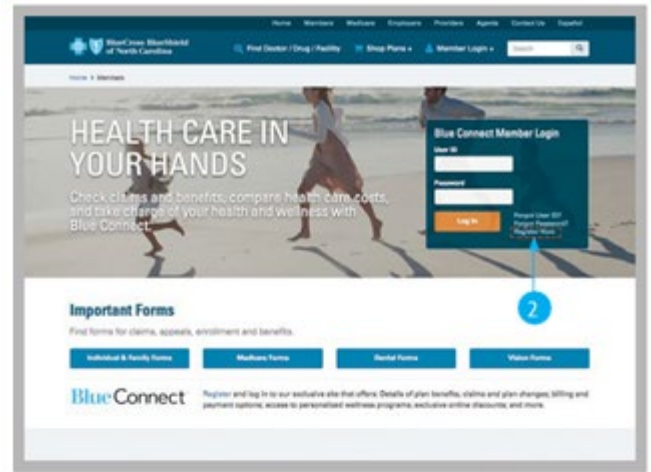 Home Members Medicare Employers Providers Agents Contact Us Español
BlueCross BlueShield
of North Carolina
Find Doctor / Drug / Facility Shop Plans Member Login Search
Home > Members
HEALTH CARE IN
YOUR HANDS
Check claims and benefits, compare health care costs,
and take charge of your health and wellness with
Blue Connect.
Blue Connect Member Login
User ID
Password
Log In
Forgot User ID?
Forgot Password?
Register Now
2
Important Forms
Find forms for claims, appeals, enrollment and benefits.
Individual & Family Forms Medicare Forms Dental Forms Vision Forms
Blue Connect
Register and log in to our exclusive site that offers: Details of plan benefits; claims and plan changes; billing and
payment options; access to personalized wellness programs; exclusive online discounts; and more.